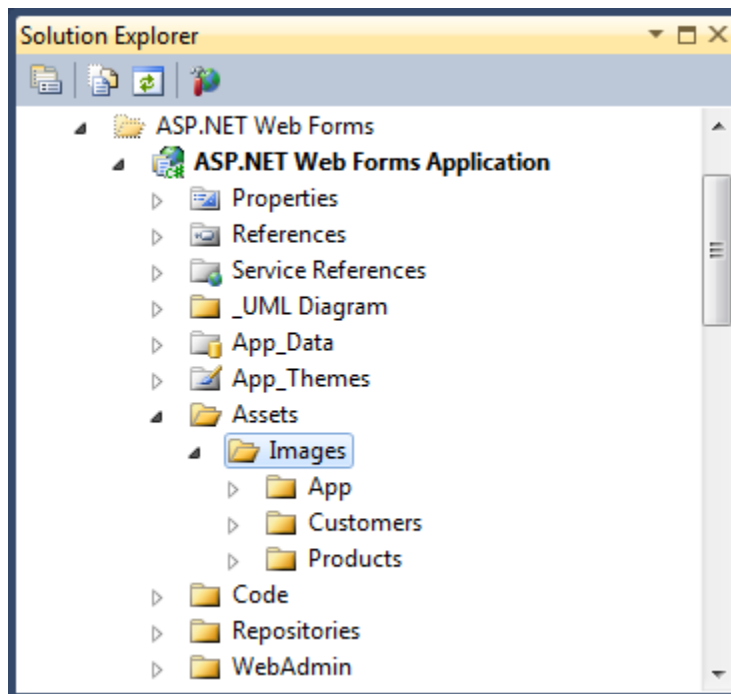 Solution Explorer
ASP.NET Web Forms
ASP.NET Web Forms Application
Properties
References
Service References
_UML Diagram
App_Data
App_Themes
Assets
Images
App
Customers
Products
Code
Repositories
WebAdmin